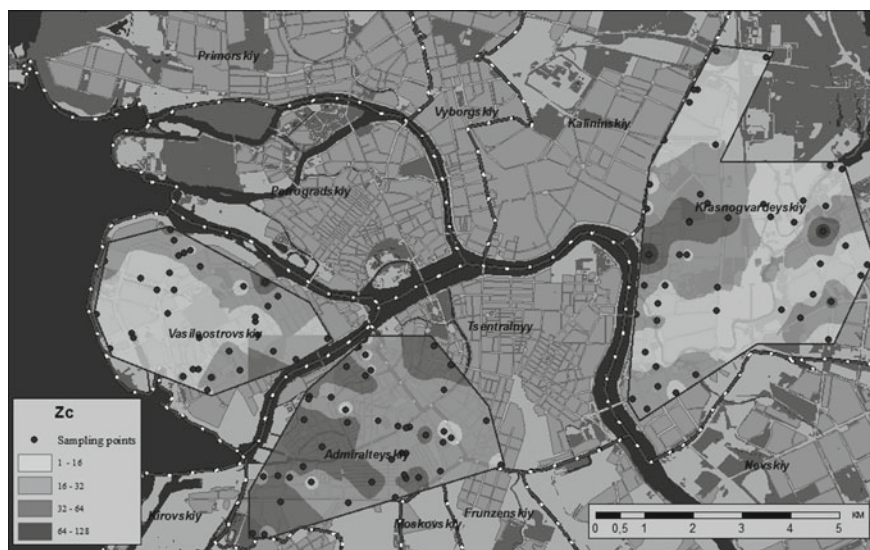 Primorskiy
Vyborgskiy
Kalininskiy
Petrogradskiy
Krasnogvardeyskiy
Vasileostrovskiy
Tsentralnyy
Admiralteyskiy
Nevskiy
Kirovskiy
Moskovskiy
Frunzenskiy
Zc
Sampling points
1 - 16
16 - 32
32 - 64
64 - 128
КМ
0 0,5 1 2 3 4 5